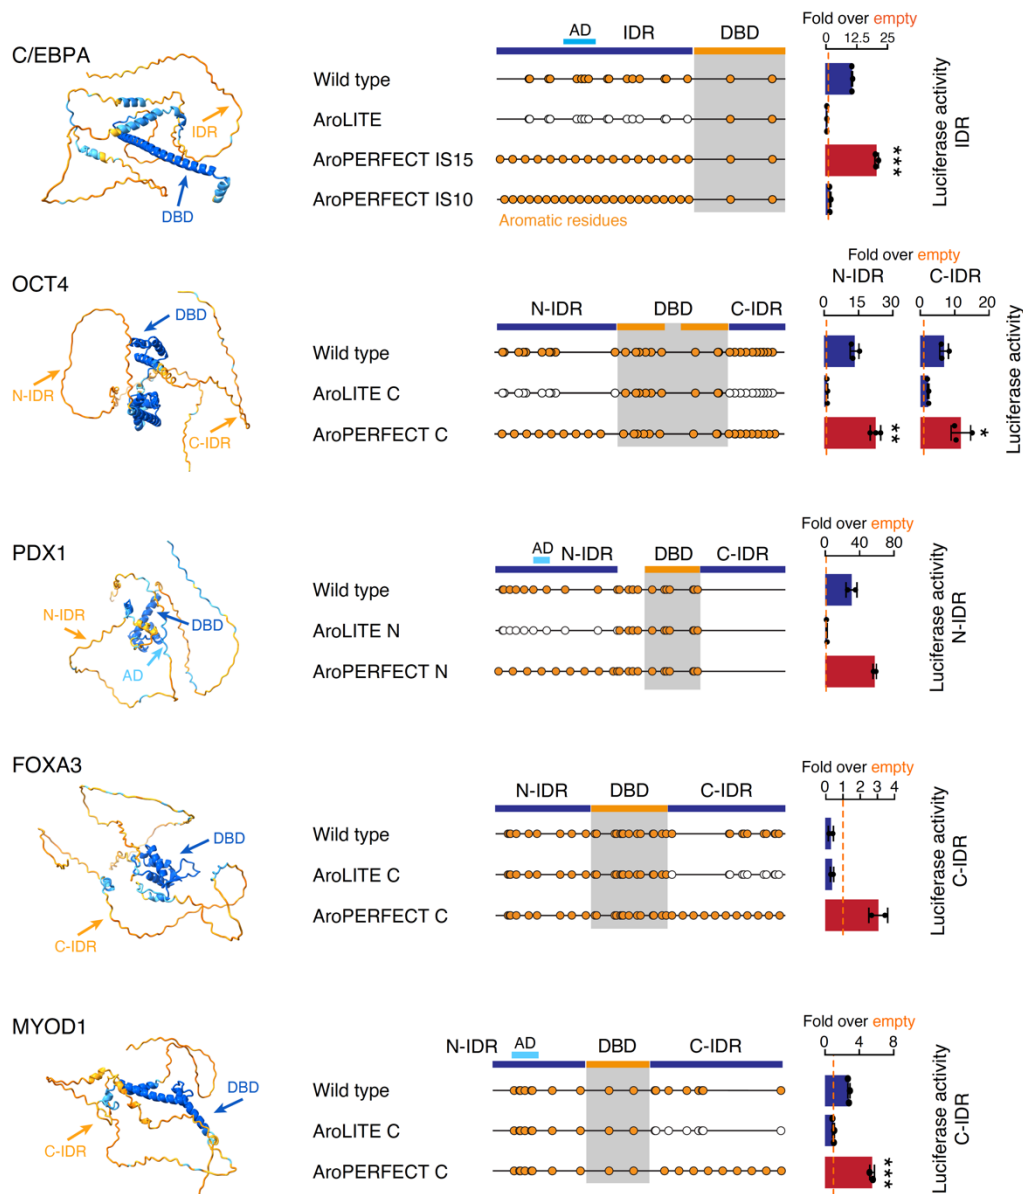 C/EBPA
IDR
DBD
AD
IDR
DBD
Wild type
AroLITE
AroPERFECT IS15
AroPERFECT IS10
Aromatic residues
Fold over empty
0 12.5 25
***
Luciferase activity
IDR
OCT4
DBD
N-IDR
C-IDR
N-IDR
DBD
C-IDR
Wild type
AroLITE C
AroPERFECT C
Fold over empty
N-IDR
C-IDR
0 15 30
0 10 20
**
*
Luciferase activity
PDX1
N-IDR
DBD
AD
AD
N-IDR
DBD
C-IDR
Wild type
AroLITE N
AroPERFECT N
Fold over empty
0 40 80
Luciferase activity
N-IDR
FOXA3
DBD
C-IDR
N-IDR
DBD
C-IDR
Wild type
AroLITE C
AroPERFECT C
Fold over empty
0 1 2 3 4
Luciferase activity
C-IDR
MYOD1
DBD
C-IDR
N-IDR
AD
DBD
C-IDR
Wild type
AroLITE C
AroPERFECT C
Fold over empty
0 4 8
***
Luciferase activity
C-IDR